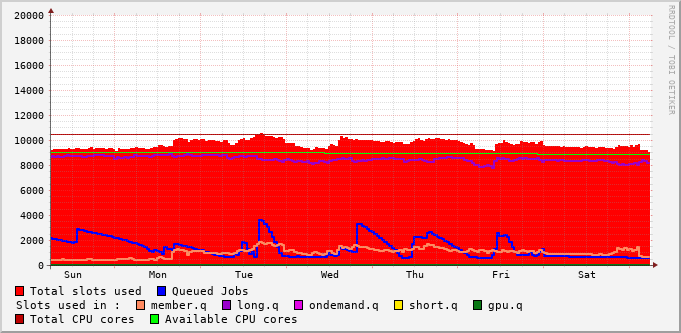 20000
18000
16000
14000
12000
10000
8000
6000
4000
2000
0
Sun Mon Tue Wed Thu Fri Sat
RRDTOOL / TOBI OETIKER
Total slots used Queued Jobs
Slots used in : member.q long.q ondemand.q short.q gpu.q
Total CPU cores Available CPU cores